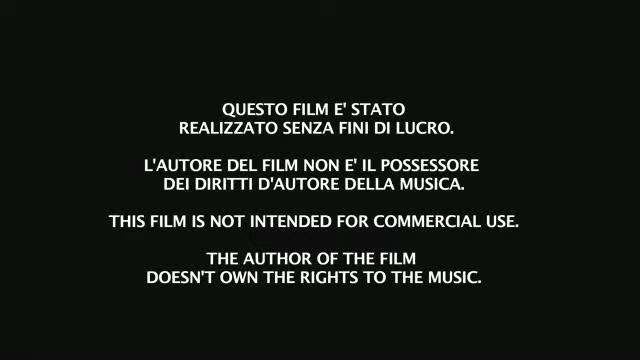 QUESTO FILM E' STATO
REALIZZATO SENZA FINI DI LUCRO.
L'AUTORE DEL FILM NON E' IL POSSESSORE
DEI DIRITTI D'AUTORE DELLA MUSICA.
THIS FILM IS NOT INTENDED FOR COMMERCIAL USE.
THE AUTHOR OF THE FILM
DOESN'T OWN THE RIGHTS TO THE MUSIC.